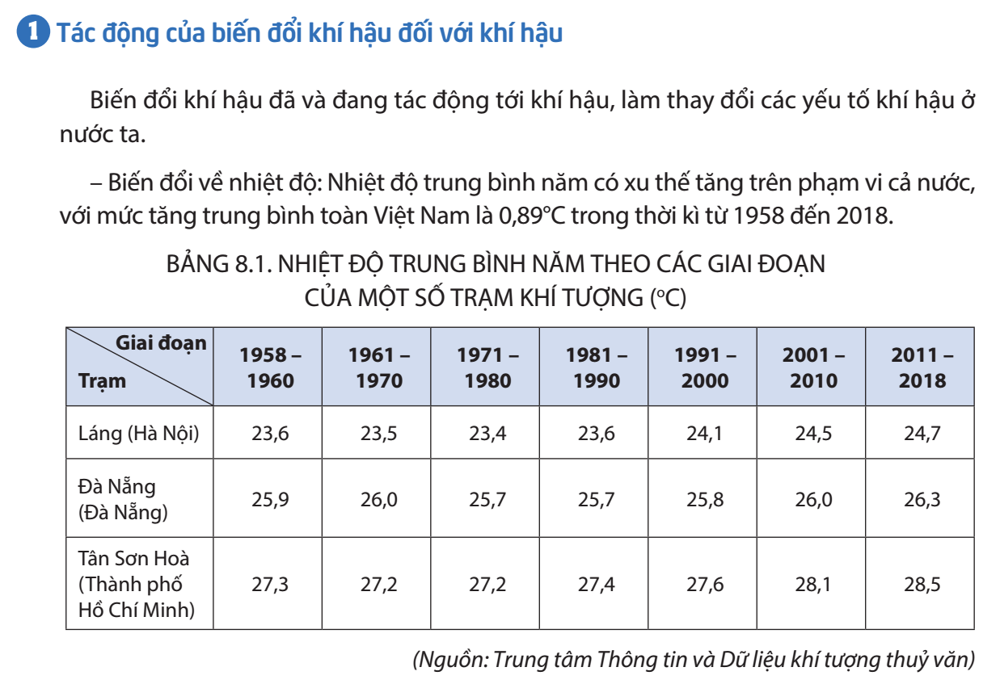 1 Tác động của biến đổi khí hậu đối với khí hậu
Biến đổi khí hậu đã và đang tác động tới khí hậu, làm thay đổi các yếu tố khí hậu ở
nước ta.
– Biến đổi về nhiệt độ: Nhiệt độ trung bình năm có xu thế tăng trên phạm vi cả nước,
với mức tăng trung bình toàn Việt Nam là 0,89°C trong thời kì từ 1958 đến 2018.
BẢNG 8.1. NHIỆT ĐỘ TRUNG BÌNH NĂM THEO CÁC GIAI ĐOẠN
CỦA MỘT SỐ TRẠM KHÍ TƯỢNG (°C)
Giai đoạn
Trạm
1958 – 1961 – 1971 – 1981 – 1991 – 2001 – 2011 –
1960 1970 1980 1990 2000 2010 2018
Láng (Hà Nội) 23,6 23,5 23,4 23,6 24,1 24,5 24,7
Đà Nẵng
(Đà Nẵng) 25,9 26,0 25,7 25,7 25,8 26,0 26,3
Tân Sơn Hoà
(Thành phố 27,3 27,2 27,2 27,4 27,6 28,1 28,5
Hồ Chí Minh)
(Nguồn: Trung tâm Thông tin và Dữ liệu khí tượng thuỷ văn)